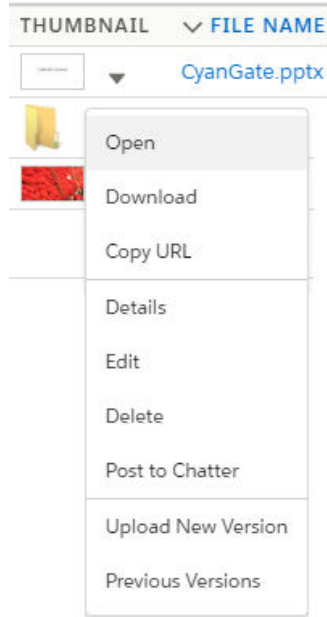 THUMBNAIL FILE NAME
CyanGate.pptx
Open
Download
Copy URL
Details
Edit
Delete
Post to Chatter
Upload New Version
Previous Versions